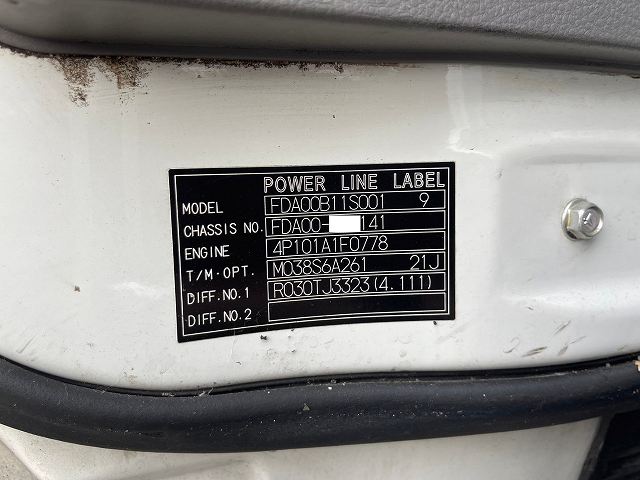 POWER LINE LABEL
MODEL FDA00B11S001 9
CHASSIS NO. FDA00- 141
ENGINE 4P101A1F0778
T/M·OPT. M038S6A261 21J
DIFF.NO.1 R030TJ3323(4.111)
DIFF.NO.2